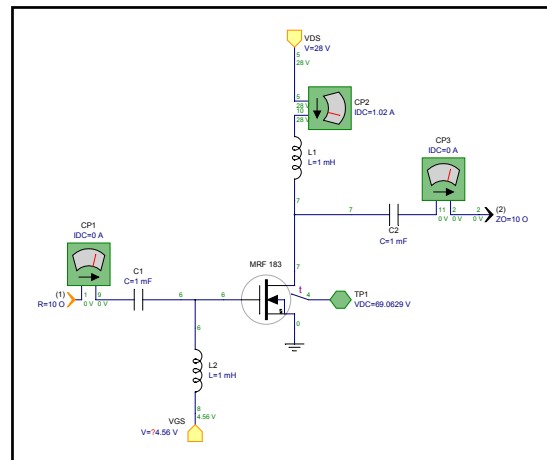 VDS
V=28 V
5
28 V
5
28 V
10
28 V
CP2
IDC=1.02 A
L1
L=1 mH
CP3
IDC=0 A
7
7
11
0 V
2
0 V
2
0 V
(2)
ZO=10 O
C2
C=1 mF
CP1
IDC=0 A
7
MRF 183
C1
C=1 mF
(1)
R=10 O
1
0 V
9
0 V
6
6
t
4
TP1
VDC=69.0629 V
s
0
6
L2
L=1 mH
8
4.56 V
VGS
V=?4.56 V